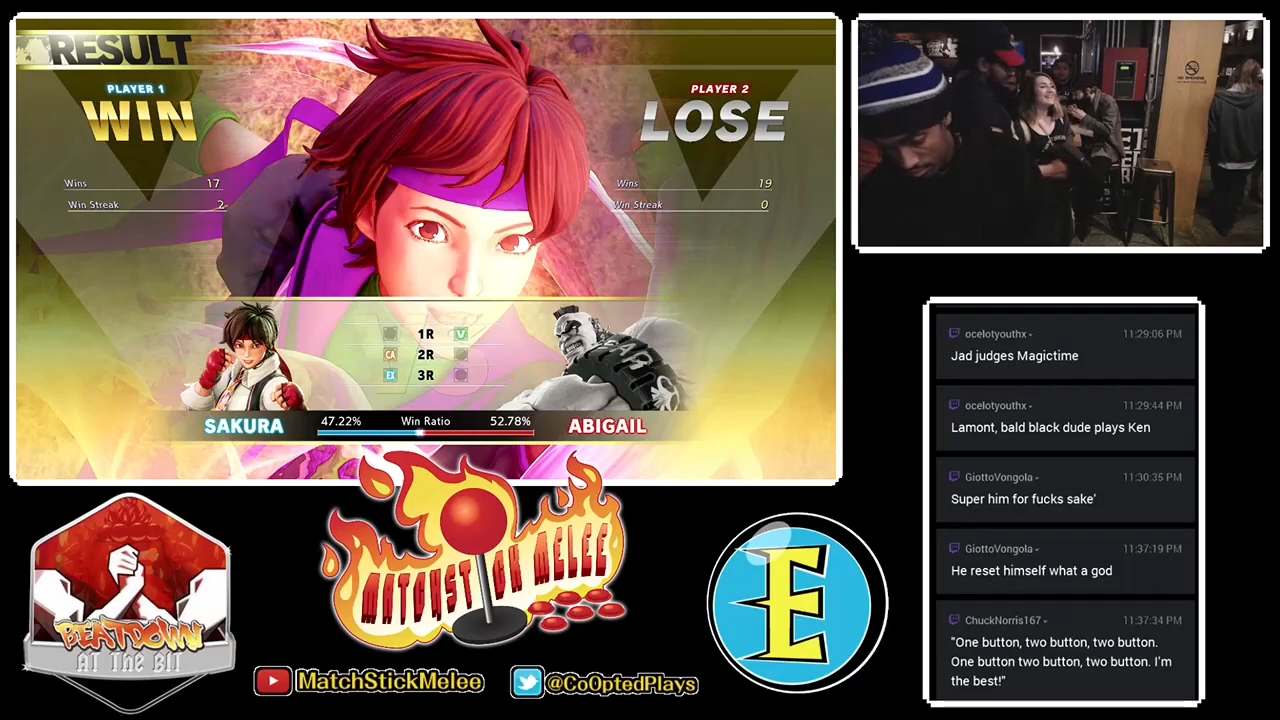 RESULT
PLAYER 1
WIN
Wins 17
Win Streak 2
PLAYER 2
LOSE
Wins 19
Win Streak 0
1R V
CA 2R
EX 3R
SAKURA
47.22% Win Ratio 52.78%
ABIGAIL
ocelotyouthx 11:29:06 PM
Jad judges Magictime
ocelotyouthx 11:29:44 PM
Lamont, bald black dude plays Ken
GiottoVongola 11:30:35 PM
Super him for fucks sake'
GiottoVongola 11:37:19 PM
He reset himself what a god
ChuckNorris167 11:37:34 PM
"One button, two button, two button.
One button two button, two button. I'm
the best!"
BEATDOWN
AT THE BIT
MATCHSTICK MELEE
E
MatchStickMelee
@CoOptedPlays